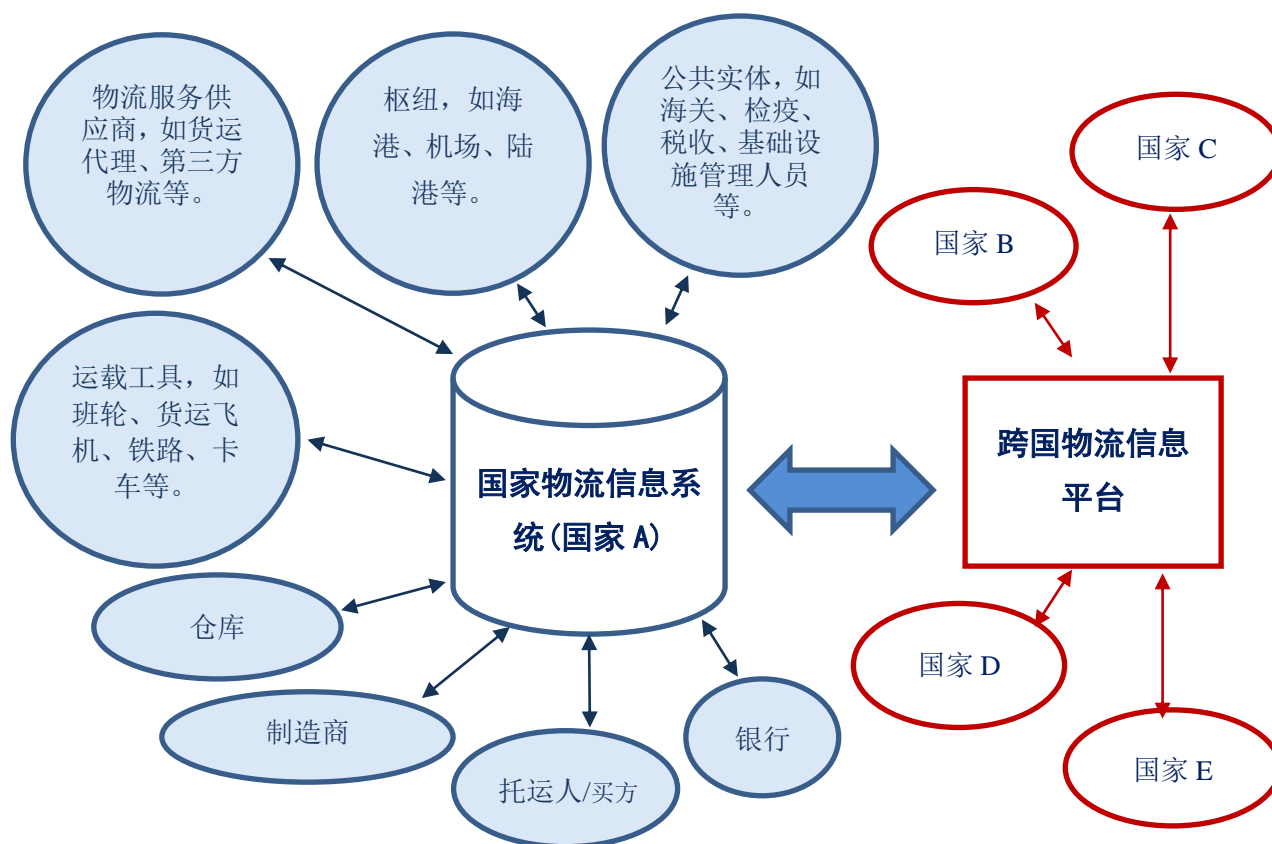 物流服务供
应商，如货运
代理、第三方
物流等。
枢纽，如海
港、机场、陆
港等。
公共实体，如
海关、检疫、
税收、基础设
施管理人员
等。
国家 C
国家 B
运载工具，如
班轮、货运飞
机、铁路、卡
车等。
国家物流信息系
统(国家 A)
跨国物流信息
平台
仓库
制造商
托运人/买方
银行
国家 D
国家 E